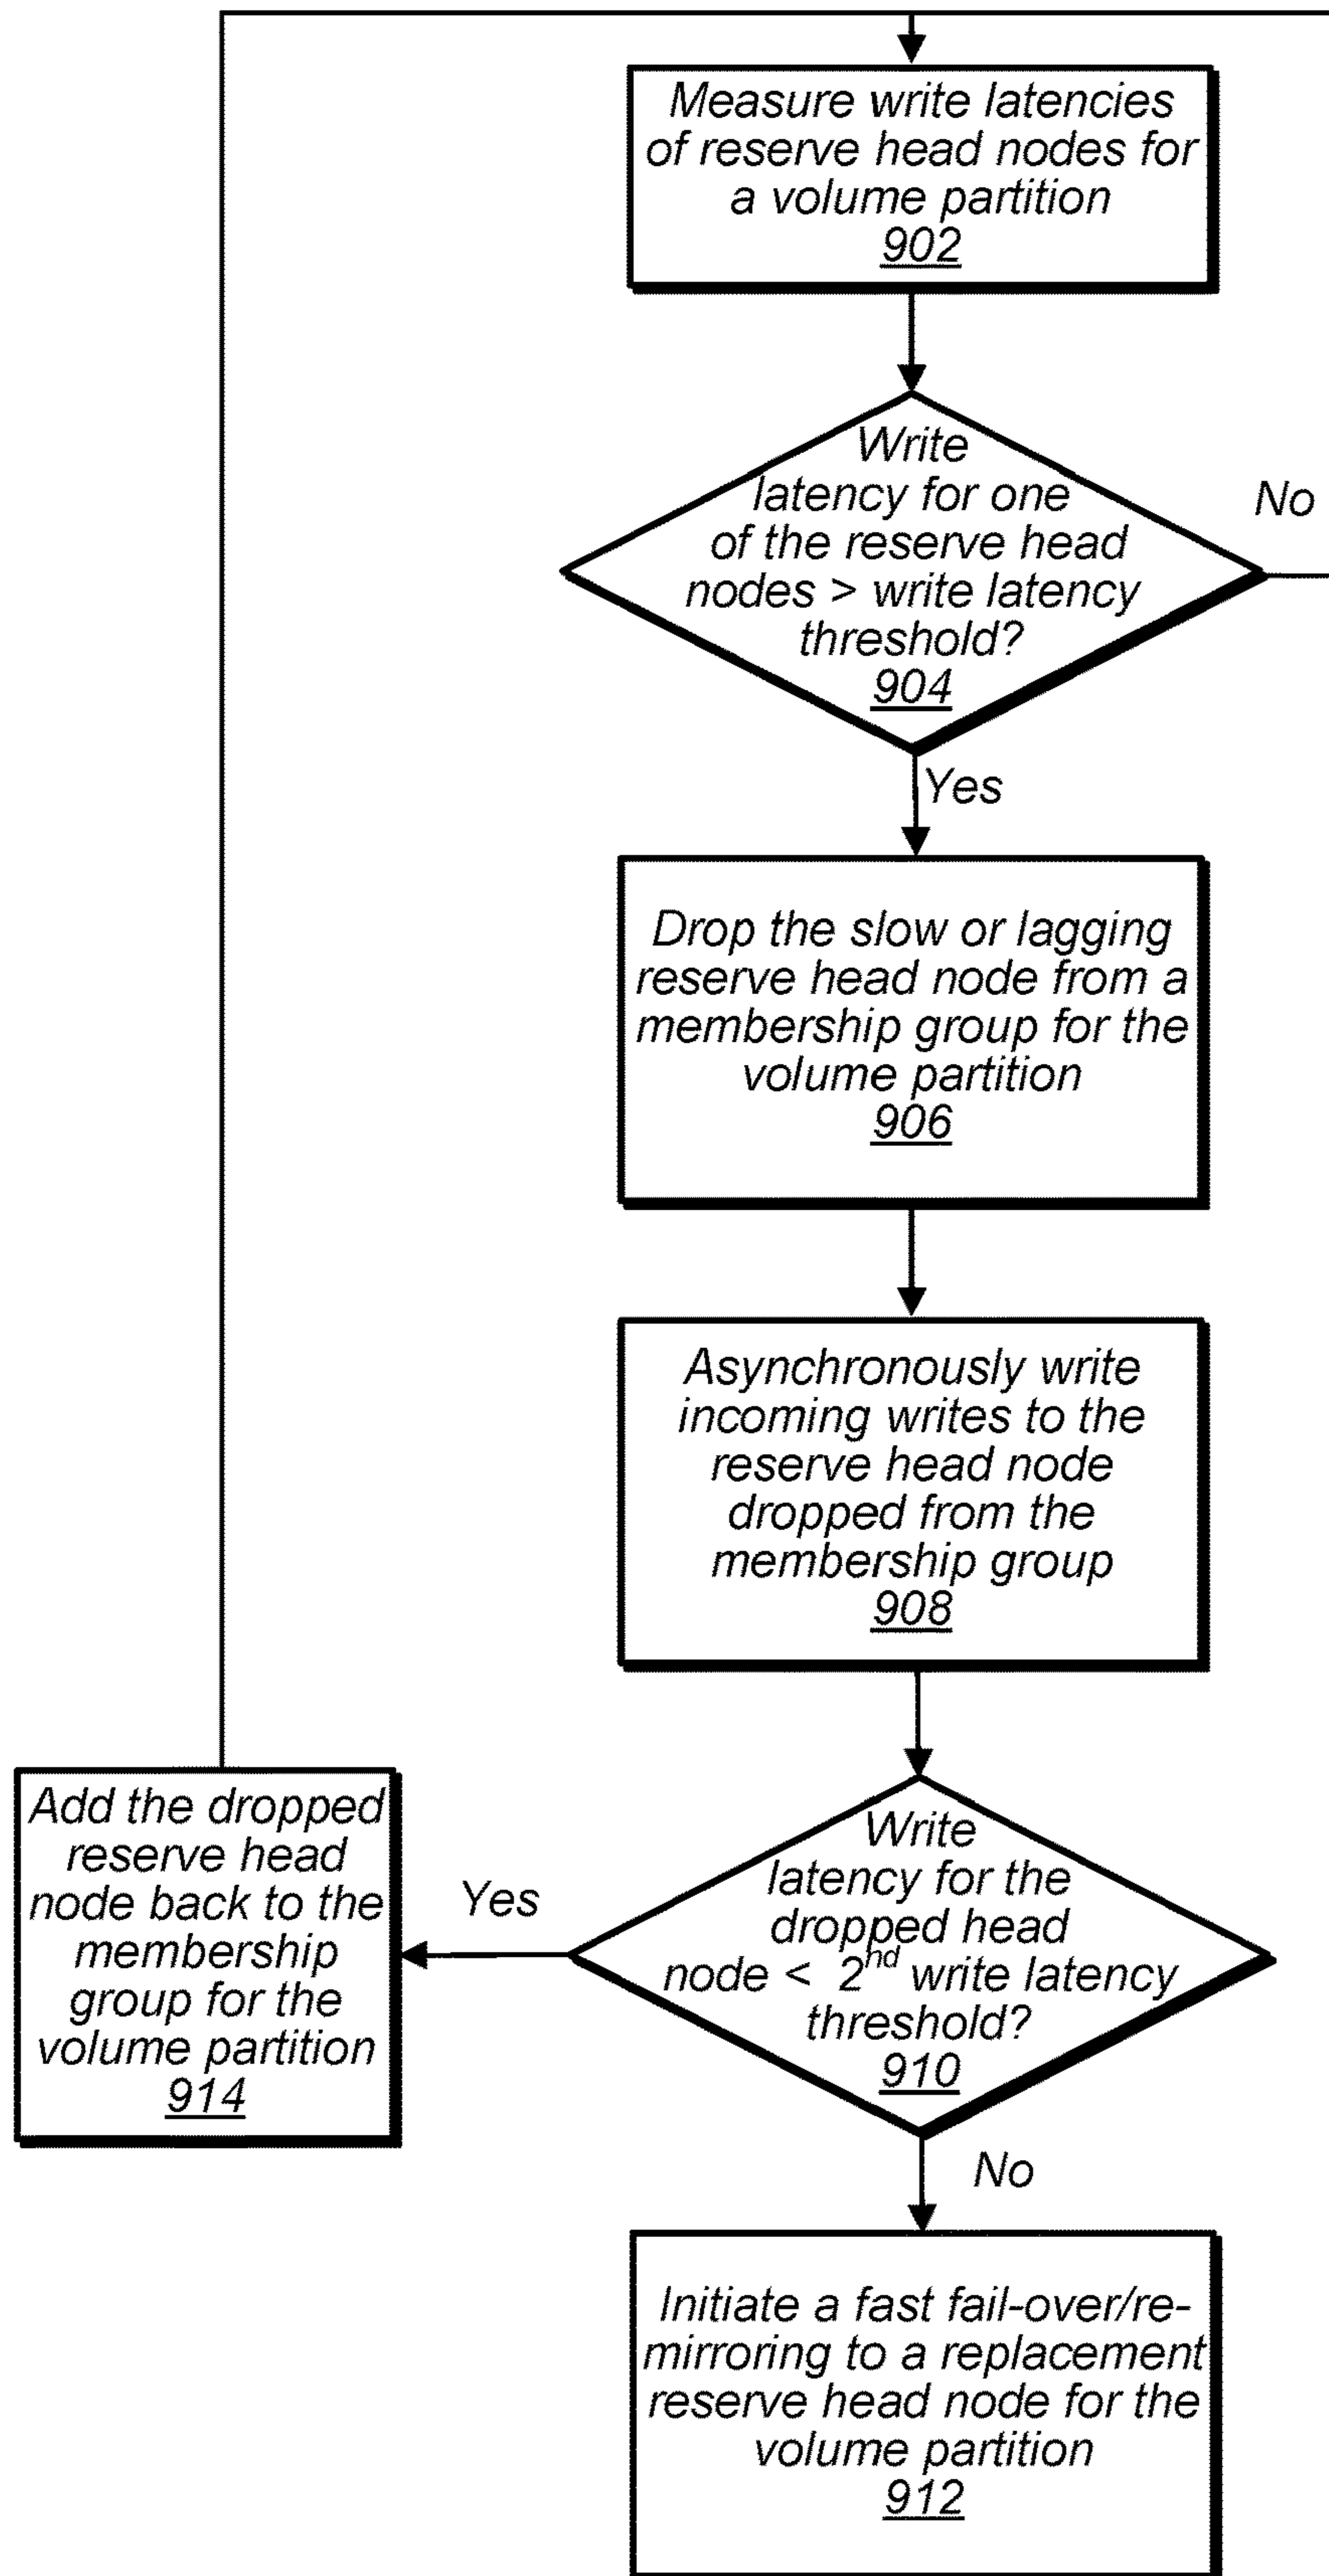 Measure write latencies
of reserve head nodes for
a volume partition
902
Write
latency for one
of the reserve head
nodes > write latency
threshold?
904
No
Yes
Drop the slow or lagging
reserve head node from a
membership group for the
volume partition
906
Asynchronously write
incoming writes to the
reserve head node
dropped from the
membership group
908
Write
latency for the
dropped head
node < 2nd write latency
threshold?
910
Yes
Add the dropped
reserve head
node back to the
membership
group for the
volume partition
914
No
Initiate a fast fail-over/re-
mirroring to a replacement
reserve head node for the
volume partition
912